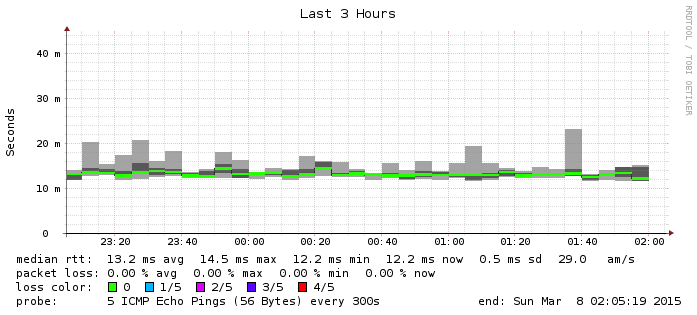 Last 3 Hours
RRDTOOL / TOBI OETIKER
Seconds
40 m
30 m
20 m
10 m
0
23:20 23:40 00:00 00:20 00:40 01:00 01:20 01:40 02:00
median rtt: 13.2 ms avg 14.5 ms max 12.2 ms min 12.2 ms now 0.5 ms sd 29.0 am/s
packet loss: 0.00 % avg 0.00 % max 0.00 % min 0.00 % now
loss color: 0 1/5 2/5 3/5 4/5
probe: 5 ICMP Echo Pings (56 Bytes) every 300s end: Sun Mar 8 02:05:19 2015